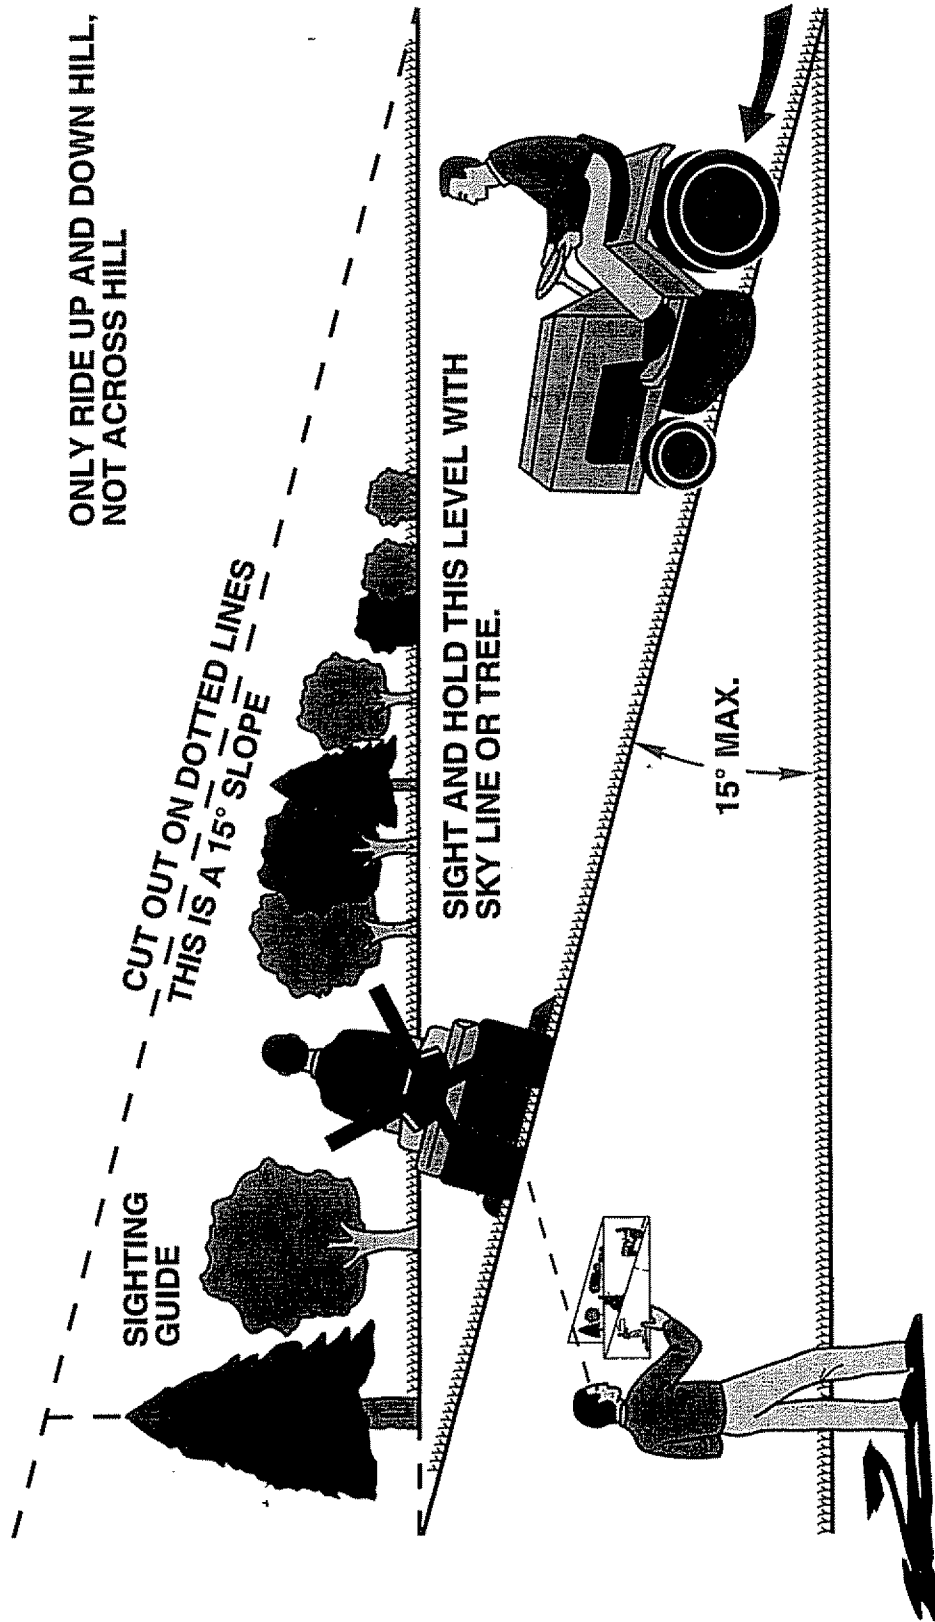 ONLY RIDE UP AND DOWN HILL,
NOT ACROSS HILL
CUT OUT ON DOTTED LINES
THIS IS A 15° SLOPE
SIGHTING
GUIDE
SIGHT AND HOLD THIS LEVEL WITH
SKY LINE OR TREE.
15° MAX.